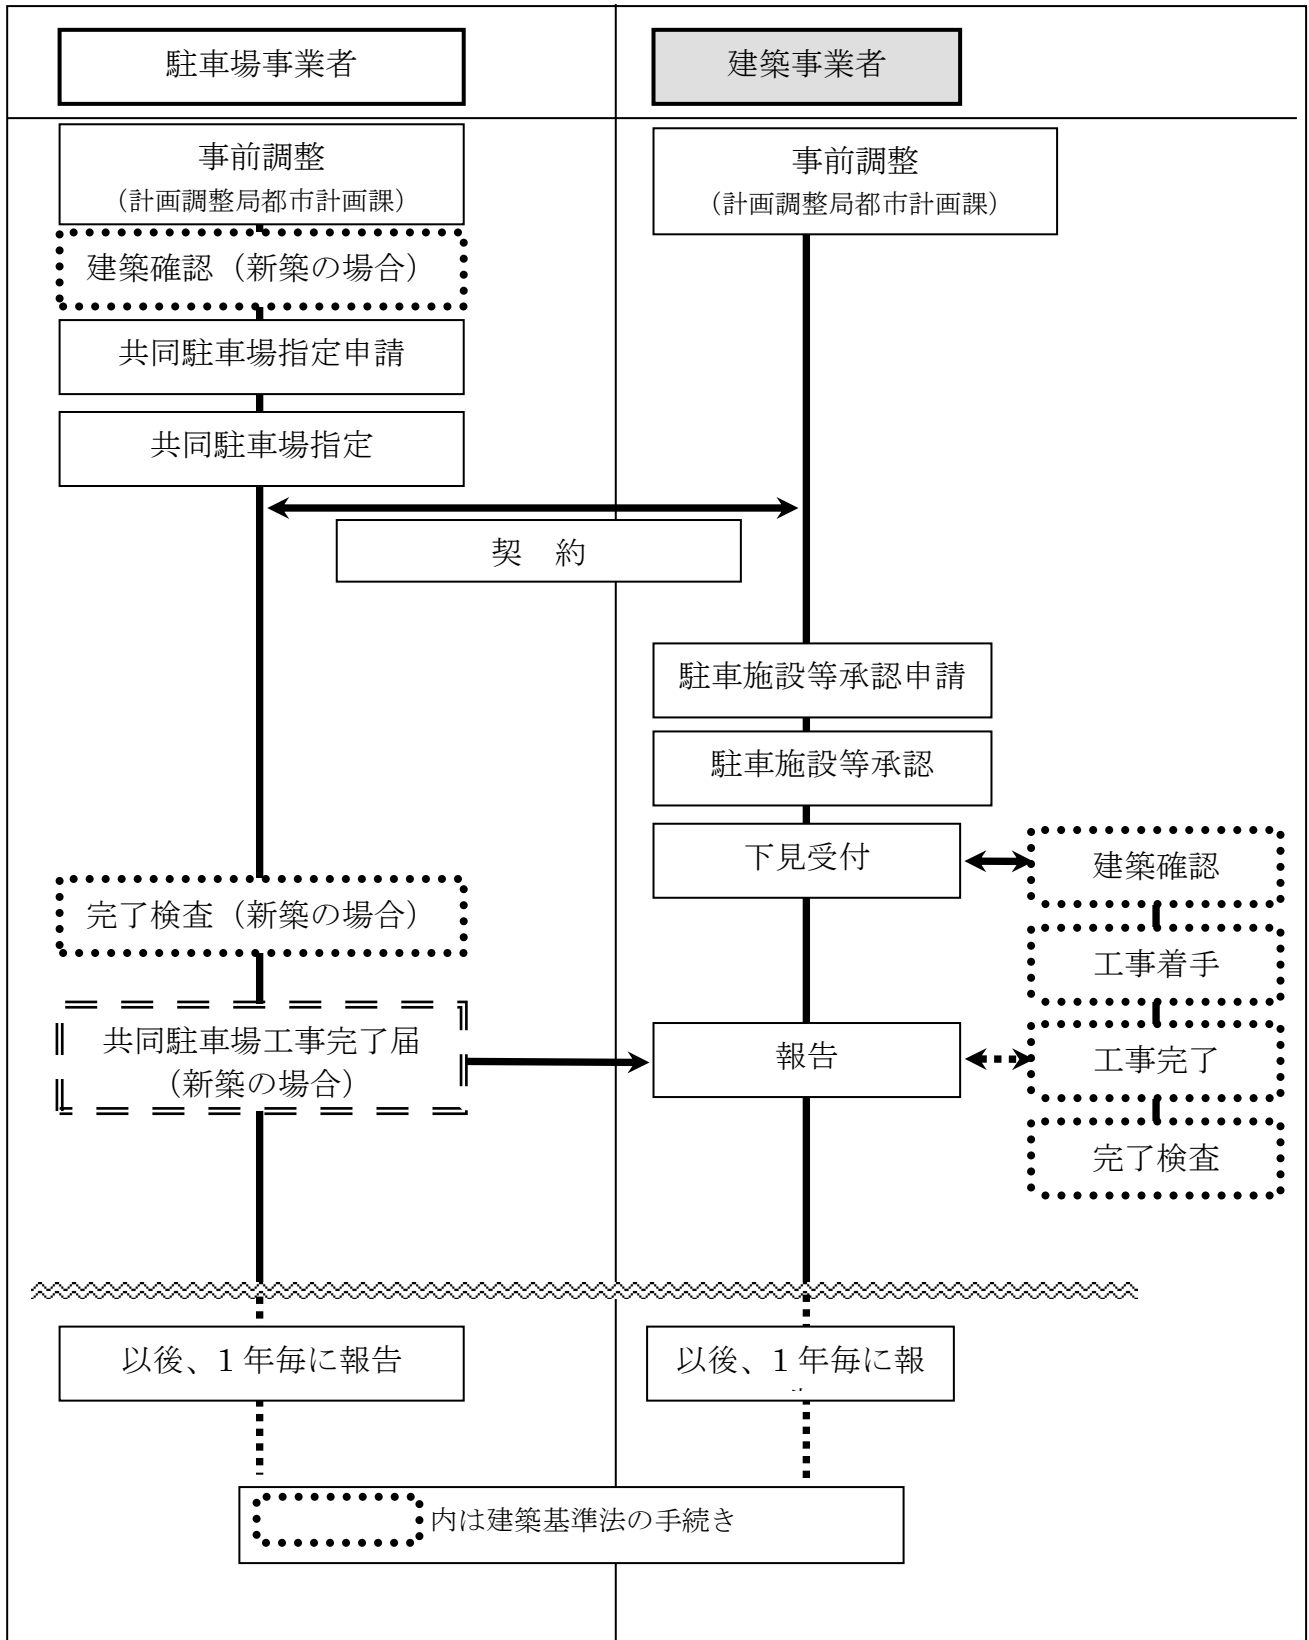 駐車場事業者
建築事業者
事前調整
（計画調整局都市計画課）
事前調整
（計画調整局都市計画課）
建築確認（新築の場合）
共同駐車場指定申請
共同駐車場指定
契　約
駐車施設等承認申請
駐車施設等承認
下見受付
建築確認
完了検査（新築の場合）
工事着手
共同駐車場工事完了届
（新築の場合）
報告
工事完了
完了検査
以後、１年毎に報告
以後、１年毎に報
内は建築基準法の手続き